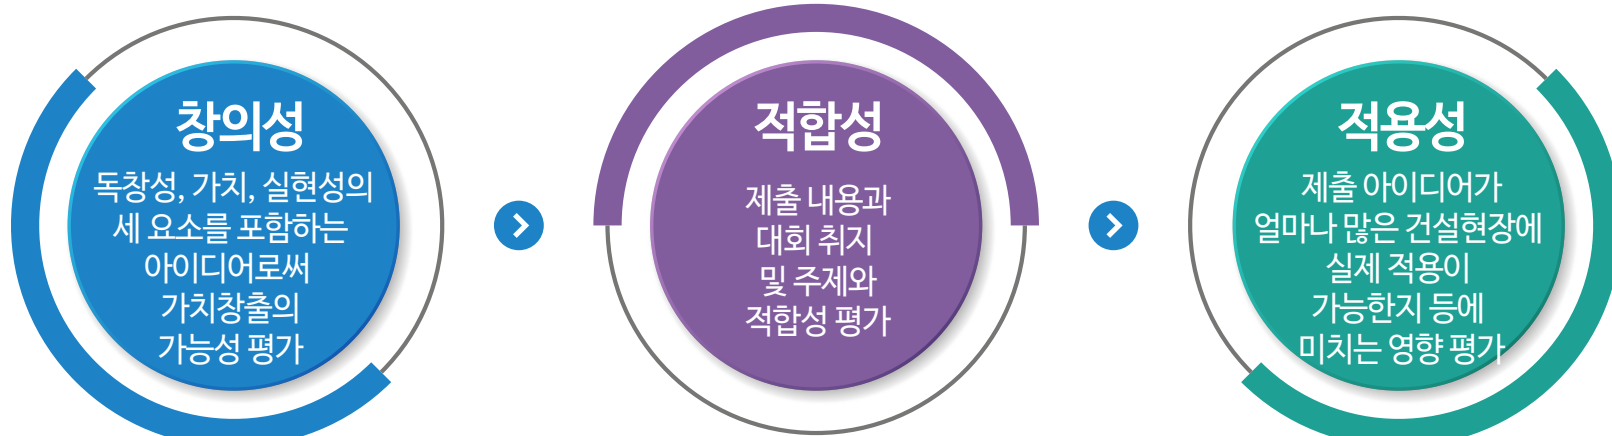 창의성
독창성, 가치, 실현성의
세 요소를 포함하는
아이디어로써
가치창출의
가능성 평가
적합성
제출 내용과
대회 취지
및 주제와
적합성 평가
적용성
제출 아이디어가
얼마나 많은 건설현장에
실제 적용이
가능한지 등에
미치는 영향 평가